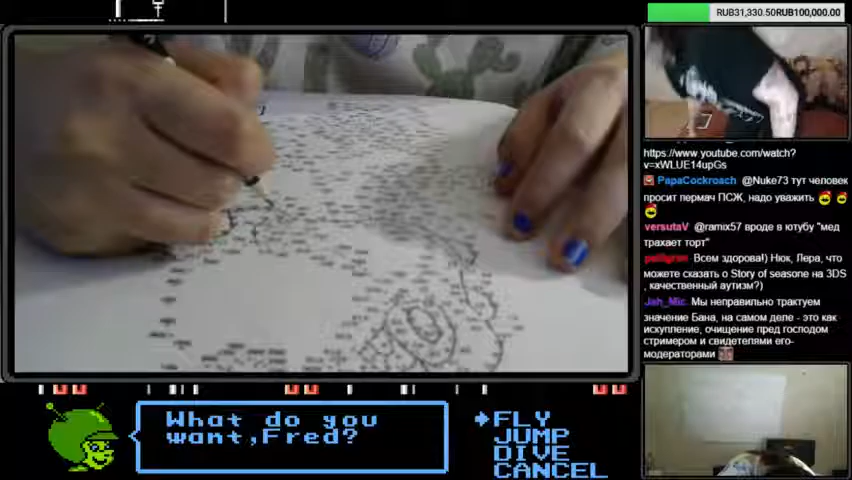 RUB31,330.50RUB100,000.00
https://www.youtube.com/watch?
v=xWLUE14upGs
PapaCockroach @Nuke73 тут человек
просит пермач ПСЖ, надо уважить
versutaV @ramix57 вроде в ютубу "мед
трахает торт"
Всем здорова!) Нюк, Лера, что
можете сказать о Story of seasone на 3DS
, качественный аутизм?)
Jah_Mic: Мы неправильно трактуем
значение Бана, на самом деле - это как
искупление, очищение пред господом
стримером и свидетелями его-
модераторами
What do you
want,Fred?
FLY
JUMP
DIVE
CANCEL